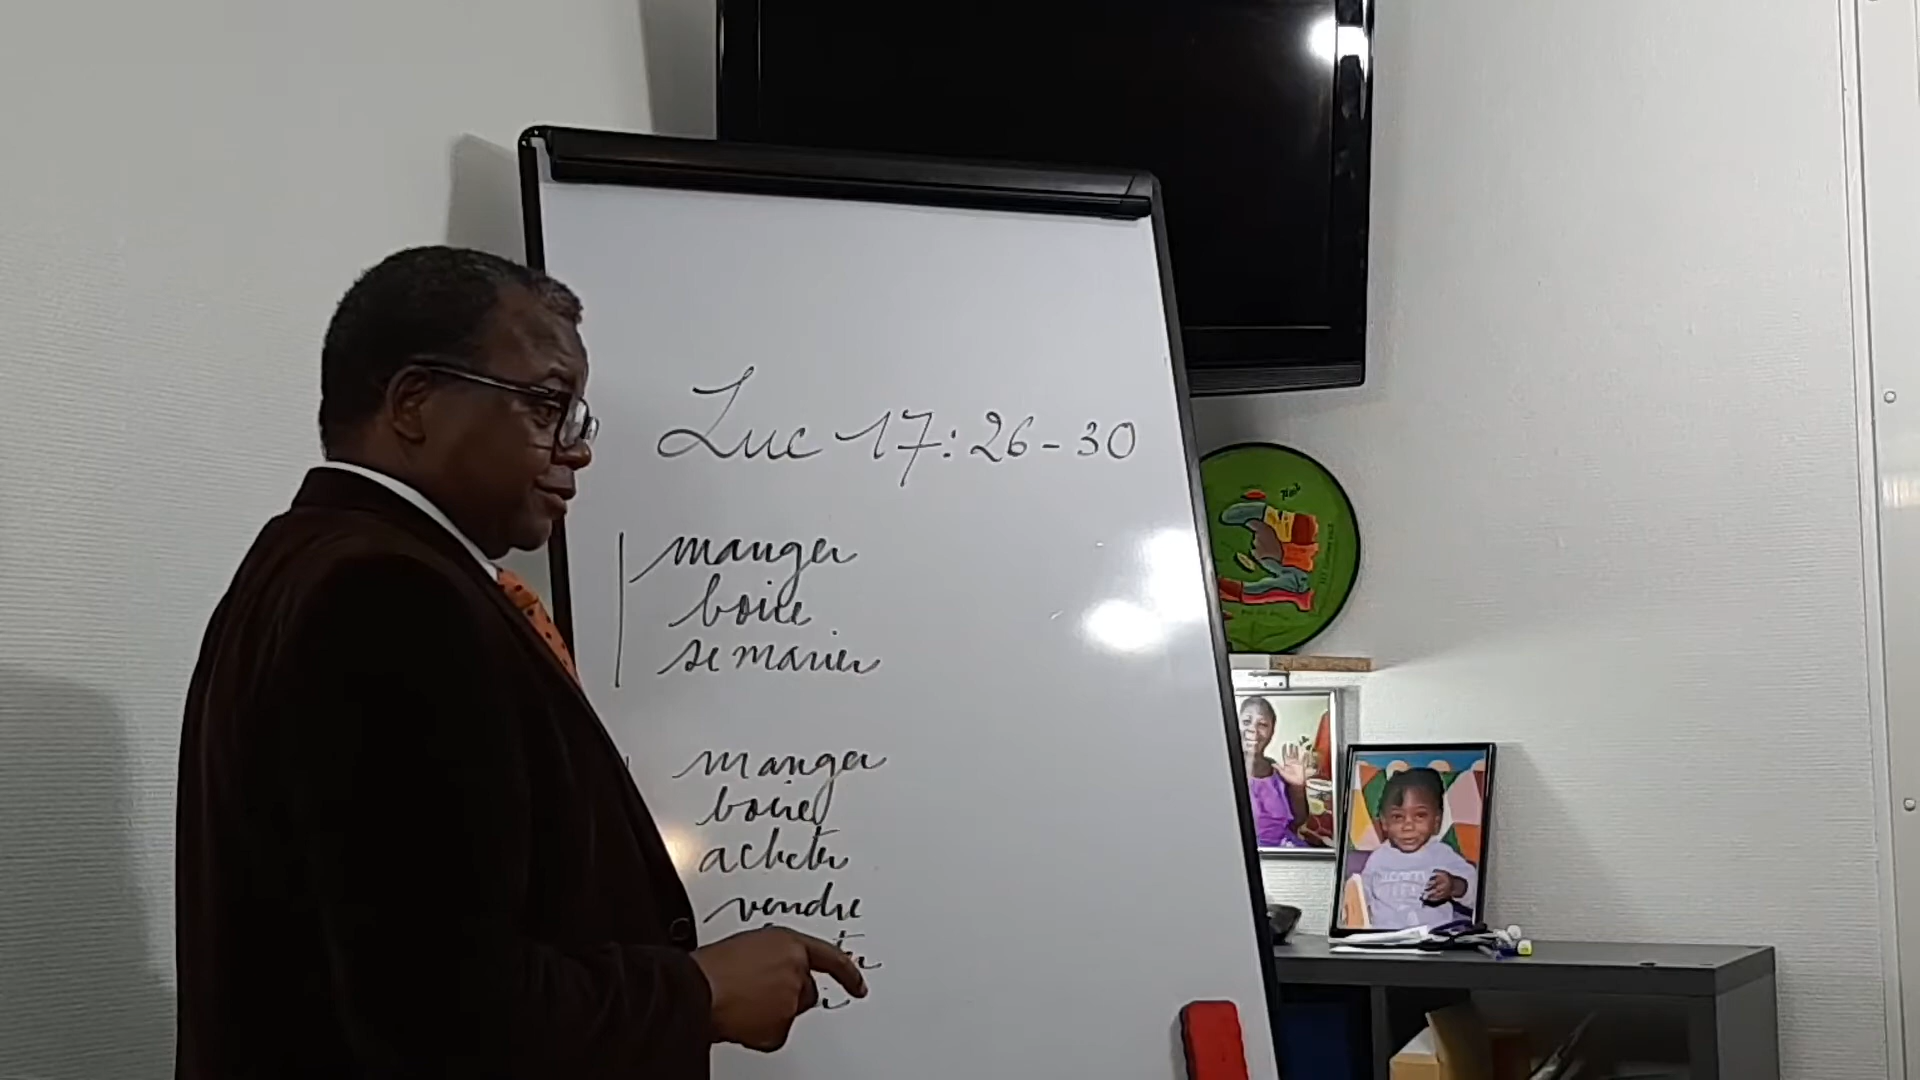 Luc 17:26-30
manger
boire
se marier
manger
boire
acheter
vendre